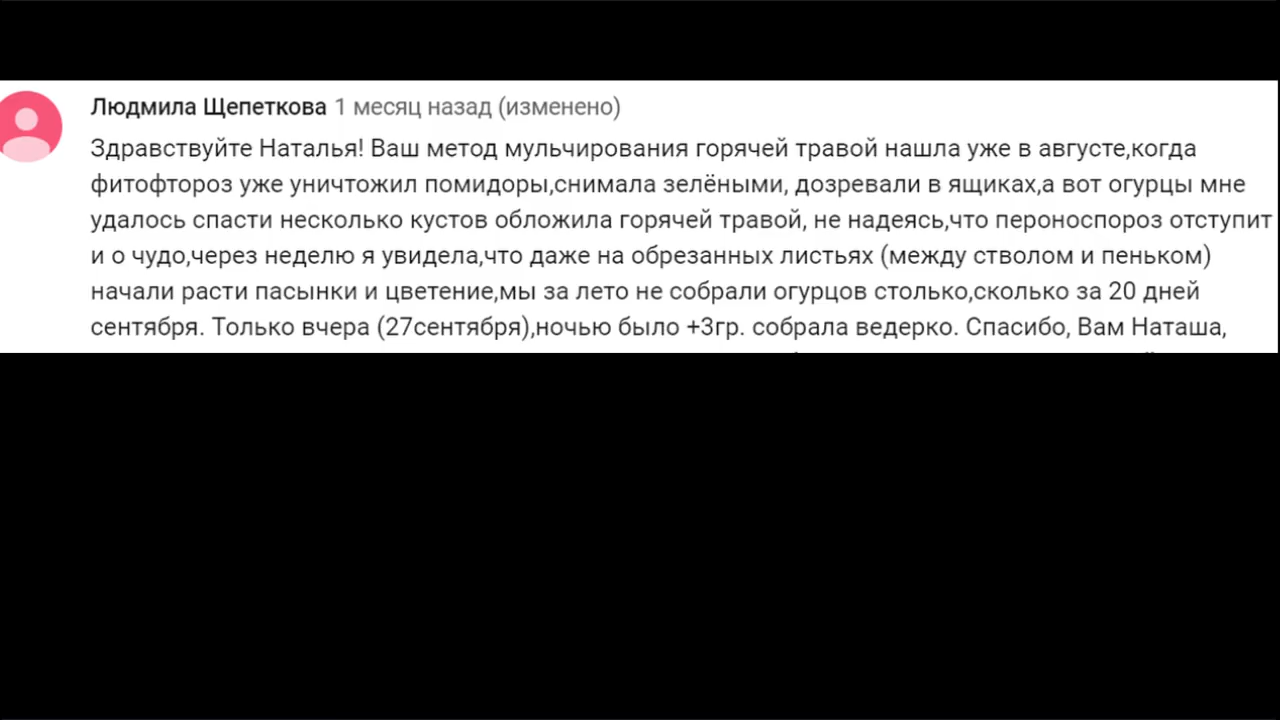 Людмила Щепеткова 1 месяц назад (изменено)
Здравствуйте Наталья! Ваш метод мульчирования горячей травой нашла уже в августе,когда
фитофтороз уже уничтожил помидоры,снимала зелёными, дозревали в ящиках,а вот огурцы мне
удалось спасти несколько кустов обложила горячей травой, не надеясь,что пероноспороз отступит
и о чудо,через неделю я увидела,что даже на обрезанных листьях (между стволом и пеньком)
начали расти пасынки и цветение,мы за лето не собрали огурцов столько,сколько за 20 дней
сентября. Только вчера (27сентября),ночью было +3гр. собрала ведерко. Спасибо, Вам Наташа,